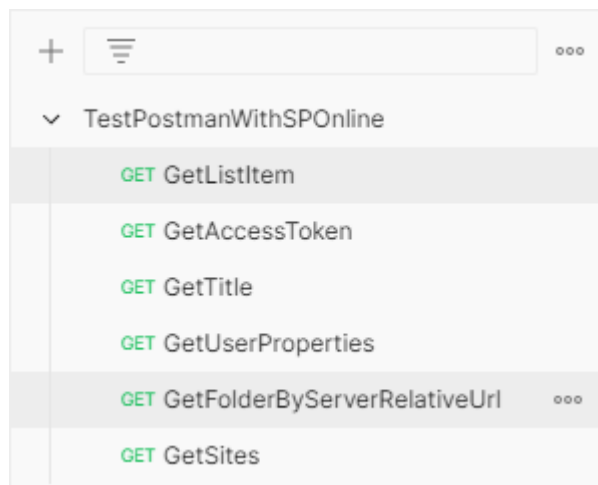 TestPostmanWithSPOnline
GET GetListItem
GET GetAccessToken
GET GetTitle
GET GetUserProperties
GET GetFolderByServerRelativeUrl
GET GetSites